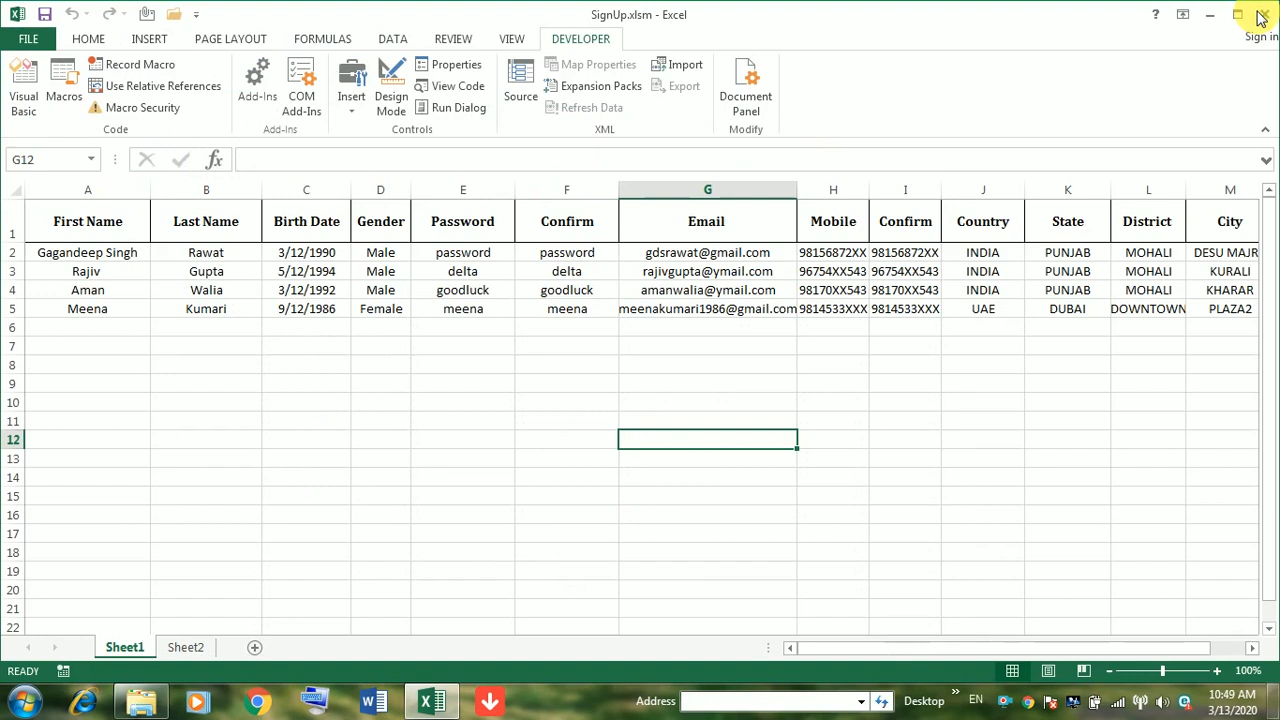 SignUp.xlsm - Excel
?
Sign in
FILE HOME INSERT PAGE LAYOUT FORMULAS DATA REVIEW VIEW DEVELOPER
Visual Basic
Macros
Record Macro
Use Relative References
Macro Security
Code
Add-Ins
COM Add-Ins
Add-Ins
Insert
Design Mode
Properties
View Code
Run Dialog
Controls
Source
Map Properties
Expansion Packs
Refresh Data
Import
Export
XML
Document Panel
Modify
G12 fx
A B C D E F G H I J K L M
1 First Name Last Name Birth Date Gender Password Confirm Email Mobile Confirm Country State District City
2 Gagandeep Singh Rawat 3/12/1990 Male password password gdsrawat@gmail.com 98156872XX 98156872XX INDIA PUNJAB MOHALI DESU MAJR
3 Rajiv Gupta 5/12/1994 Male delta delta rajivgupta@ymail.com 96754XX543 96754XX543 INDIA PUNJAB MOHALI KURALI
4 Aman Walia 3/12/1992 Male goodluck goodluck amanwalia@ymail.com 98170XX543 98170XX543 INDIA PUNJAB MOHALI KHARAR
5 Meena Kumari 9/12/1986 Female meena meena meenakumari1986@gmail.com 9814533XXX 9814533XXX UAE DUBAI DOWNTOWN PLAZA2
6
7
8
9
10
11
12
13
14
15
16
17
18
19
20
21
22
Sheet1 Sheet2
READY 100%
Address Desktop » EN 10:49 AM
3/13/2020